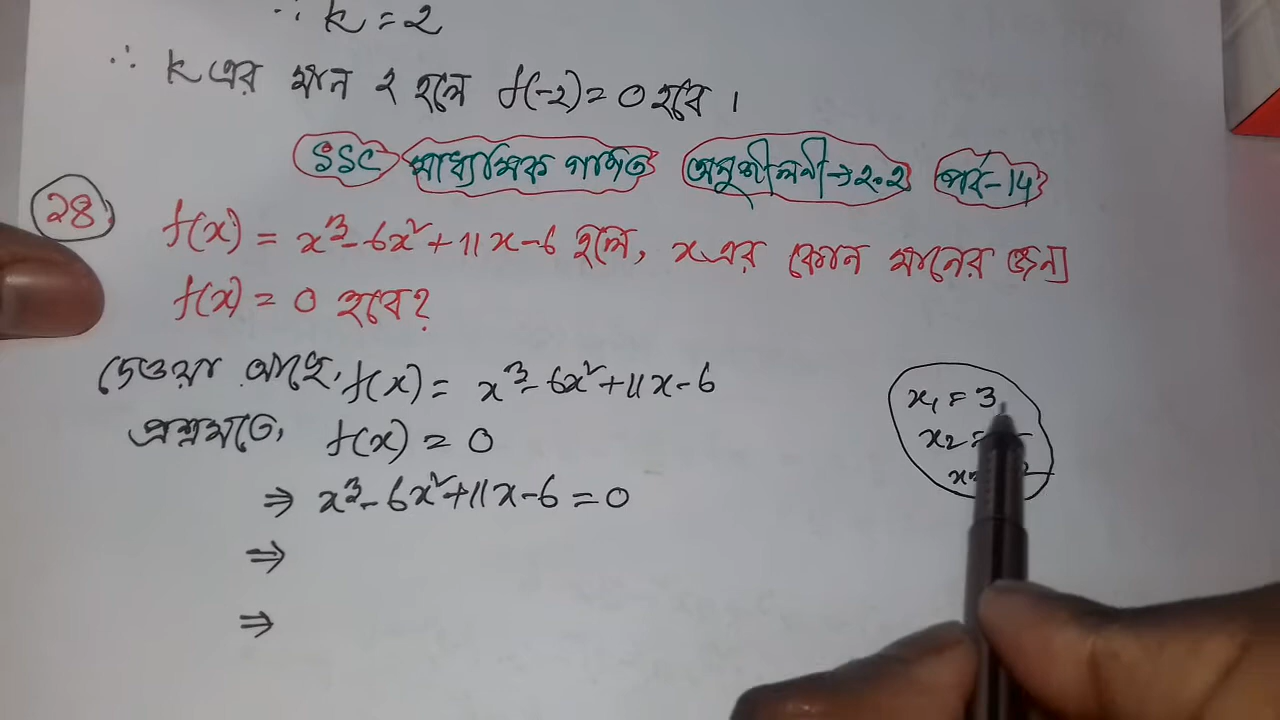 ∴ k = 2
∴ k এর মান ২ হলে f(-2) = 0 হবে।
SSC মাধ্যমিক গণিত অনুশীলনী→২.২ পর্ব-14
28) f(x) = x³-6x²+11x-6 হলে, x এর কোন মানের জন্য
f(x) = 0 হবে?
দেওয়া আছে, f(x) = x³-6x²+11x-6
প্রশ্নমতে, f(x) = 0
⇒ x³-6x²+11x-6 = 0
⇒
⇒
x₁ = 3
x₂ =